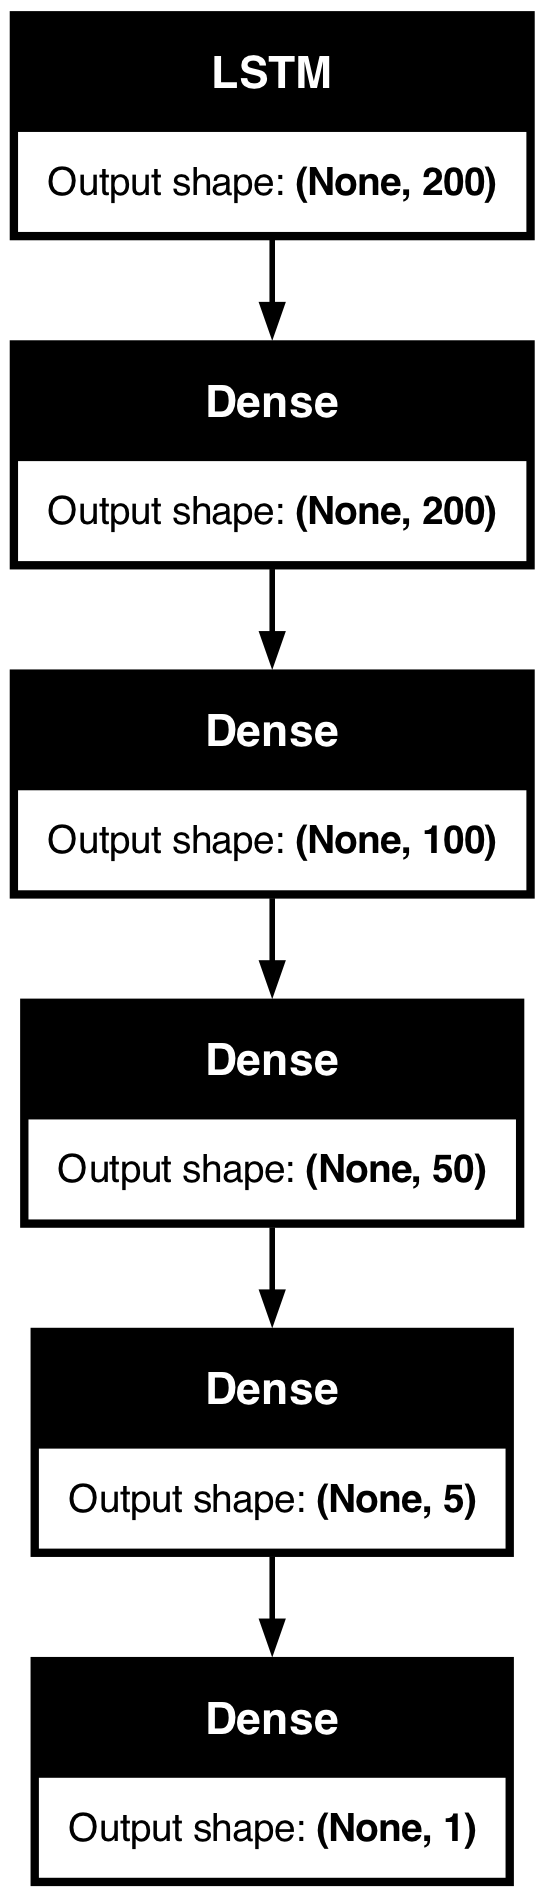 LSTM
Output shape: (None, 200)
Dense
Output shape: (None, 200)
Dense
Output shape: (None, 100)
Dense
Output shape: (None, 50)
Dense
Output shape: (None, 5)
Dense
Output shape: (None, 1)